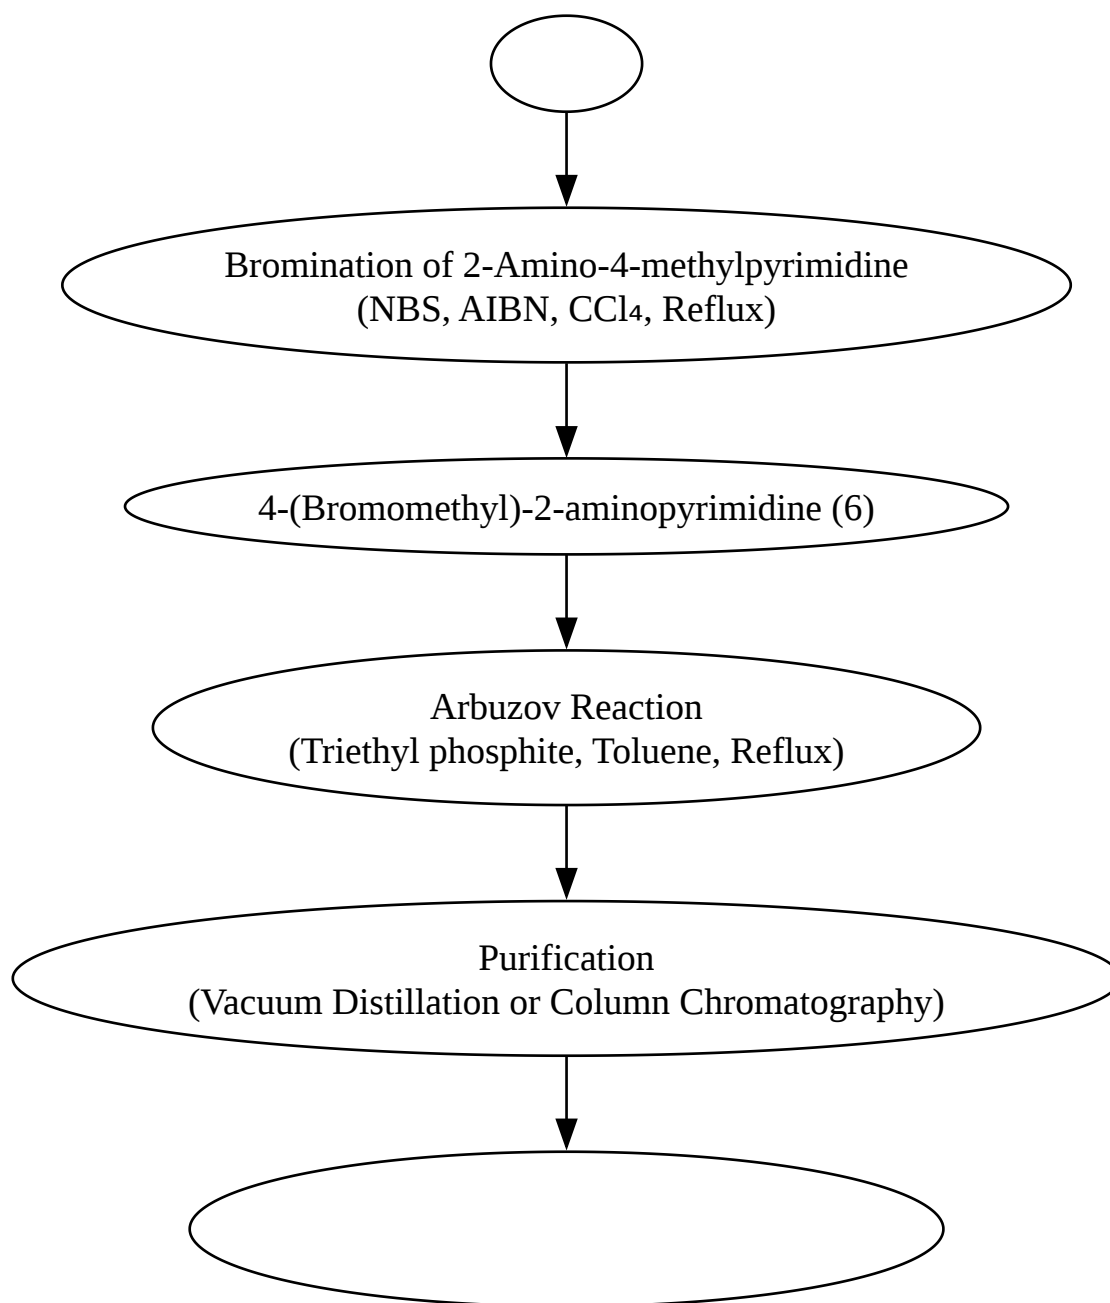 Bromination of 2-Amino-4-methylpyrimidine
(NBS, AIBN, CCl₄, Reflux)
4-(Bromomethyl)-2-aminopyrimidine (6)
Arbuzov Reaction
(Triethyl phosphite, Toluene, Reflux)
Purification
(Vacuum Distillation or Column Chromatography)